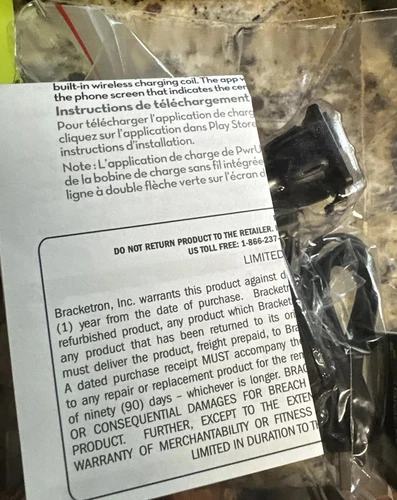 built-in wireless charging coil. The app
the phone screen that indicates the cen
Instructions de téléchargement
Pour télécharger l'application de charg
cliquez sur l'application dans Play Store
instructions d'installation.
Note : L'application de charge de PwrU
de la bobine de charge sans fil intégrée
ligne à double flèche verte sur l'écran d
DO NOT RETURN PRODUCT TO THE RETAILER.
US TOLL FREE: 1-866-237-
LIMITED
Bracketron, Inc. warrants this product against d
(1) year from the date of purchase. Bracketr
refurbished product, any product which Bracket
any product that has been returned to its ori
must deliver the product, freight prepaid, to Bra
A dated purchase receipt MUST accompany the
to any repair or replacement product for the rem
of ninety (90) days – whichever is longer. BRAC
OR CONSEQUENTIAL DAMAGES FOR BREACH
PRODUCT. FURTHER, EXCEPT TO THE EXTEN
WARRANTY OF MERCHANTABILITY OR FITNESS
LIMITED IN DURATION TO TH